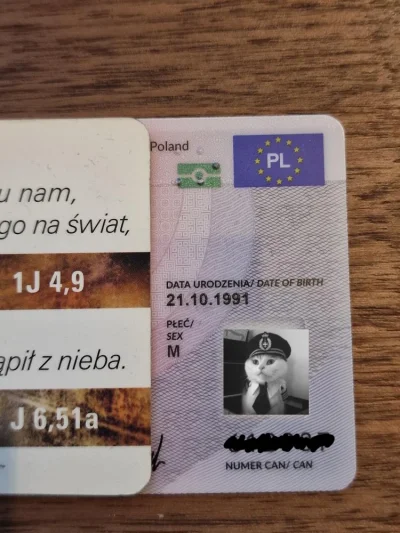 Poland
PL
u nam,
go na świat,
1J 4,9
DATA URODZENIA/ DATE OF BIRTH
21.10.1991
PŁEĆ/
SEX
M
ąpił z nieba.
J 6,51a
NUMER CAN/ CAN